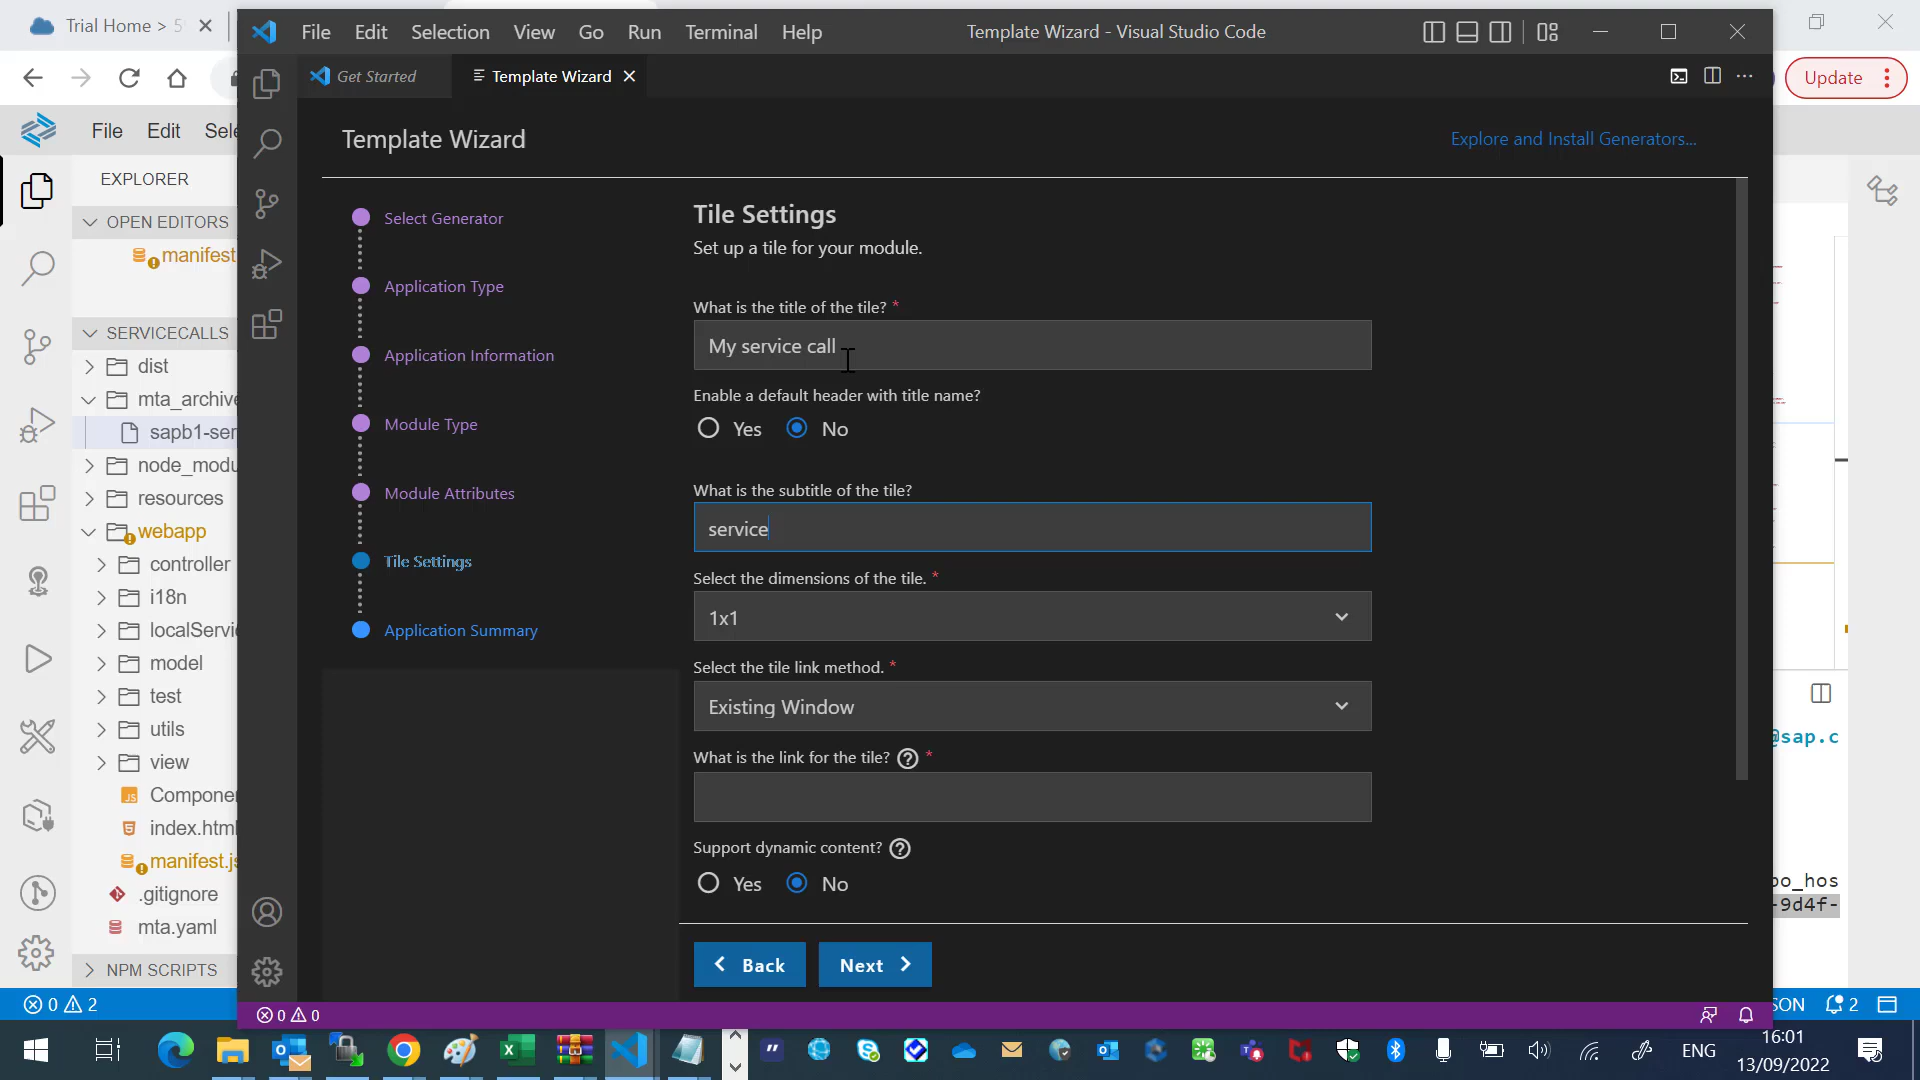 Trial Home > 5
File Edit Selection View Go Run Terminal Help
Template Wizard - Visual Studio Code
Get Started
Template Wizard
Update
File Edit Sele
Template Wizard
Explore and Install Generators...
EXPLORER
OPEN EDITORS
manifest
SERVICECALLS
dist
mta_archive
sapb1-ser
node_modu
resources
webapp
controller
i18n
localServic
model
test
utils
view
JS Componen
index.html
manifest.js
.gitignore
mta.yaml
NPM SCRIPTS
Select Generator
Application Type
Application Information
Module Type
Module Attributes
Tile Settings
Application Summary
Tile Settings
Set up a tile for your module.
What is the title of the tile? *
My service call
Enable a default header with title name?
Yes No
What is the subtitle of the tile?
service
Select the dimensions of the tile. *
1x1
Select the tile link method. *
Existing Window
What is the link for the tile? *
Support dynamic content?
Yes No
Back Next
@sap.c
oo_hos
-9d4f-
0 2
0 0
SON 2
ENG
16:01
13/09/2022